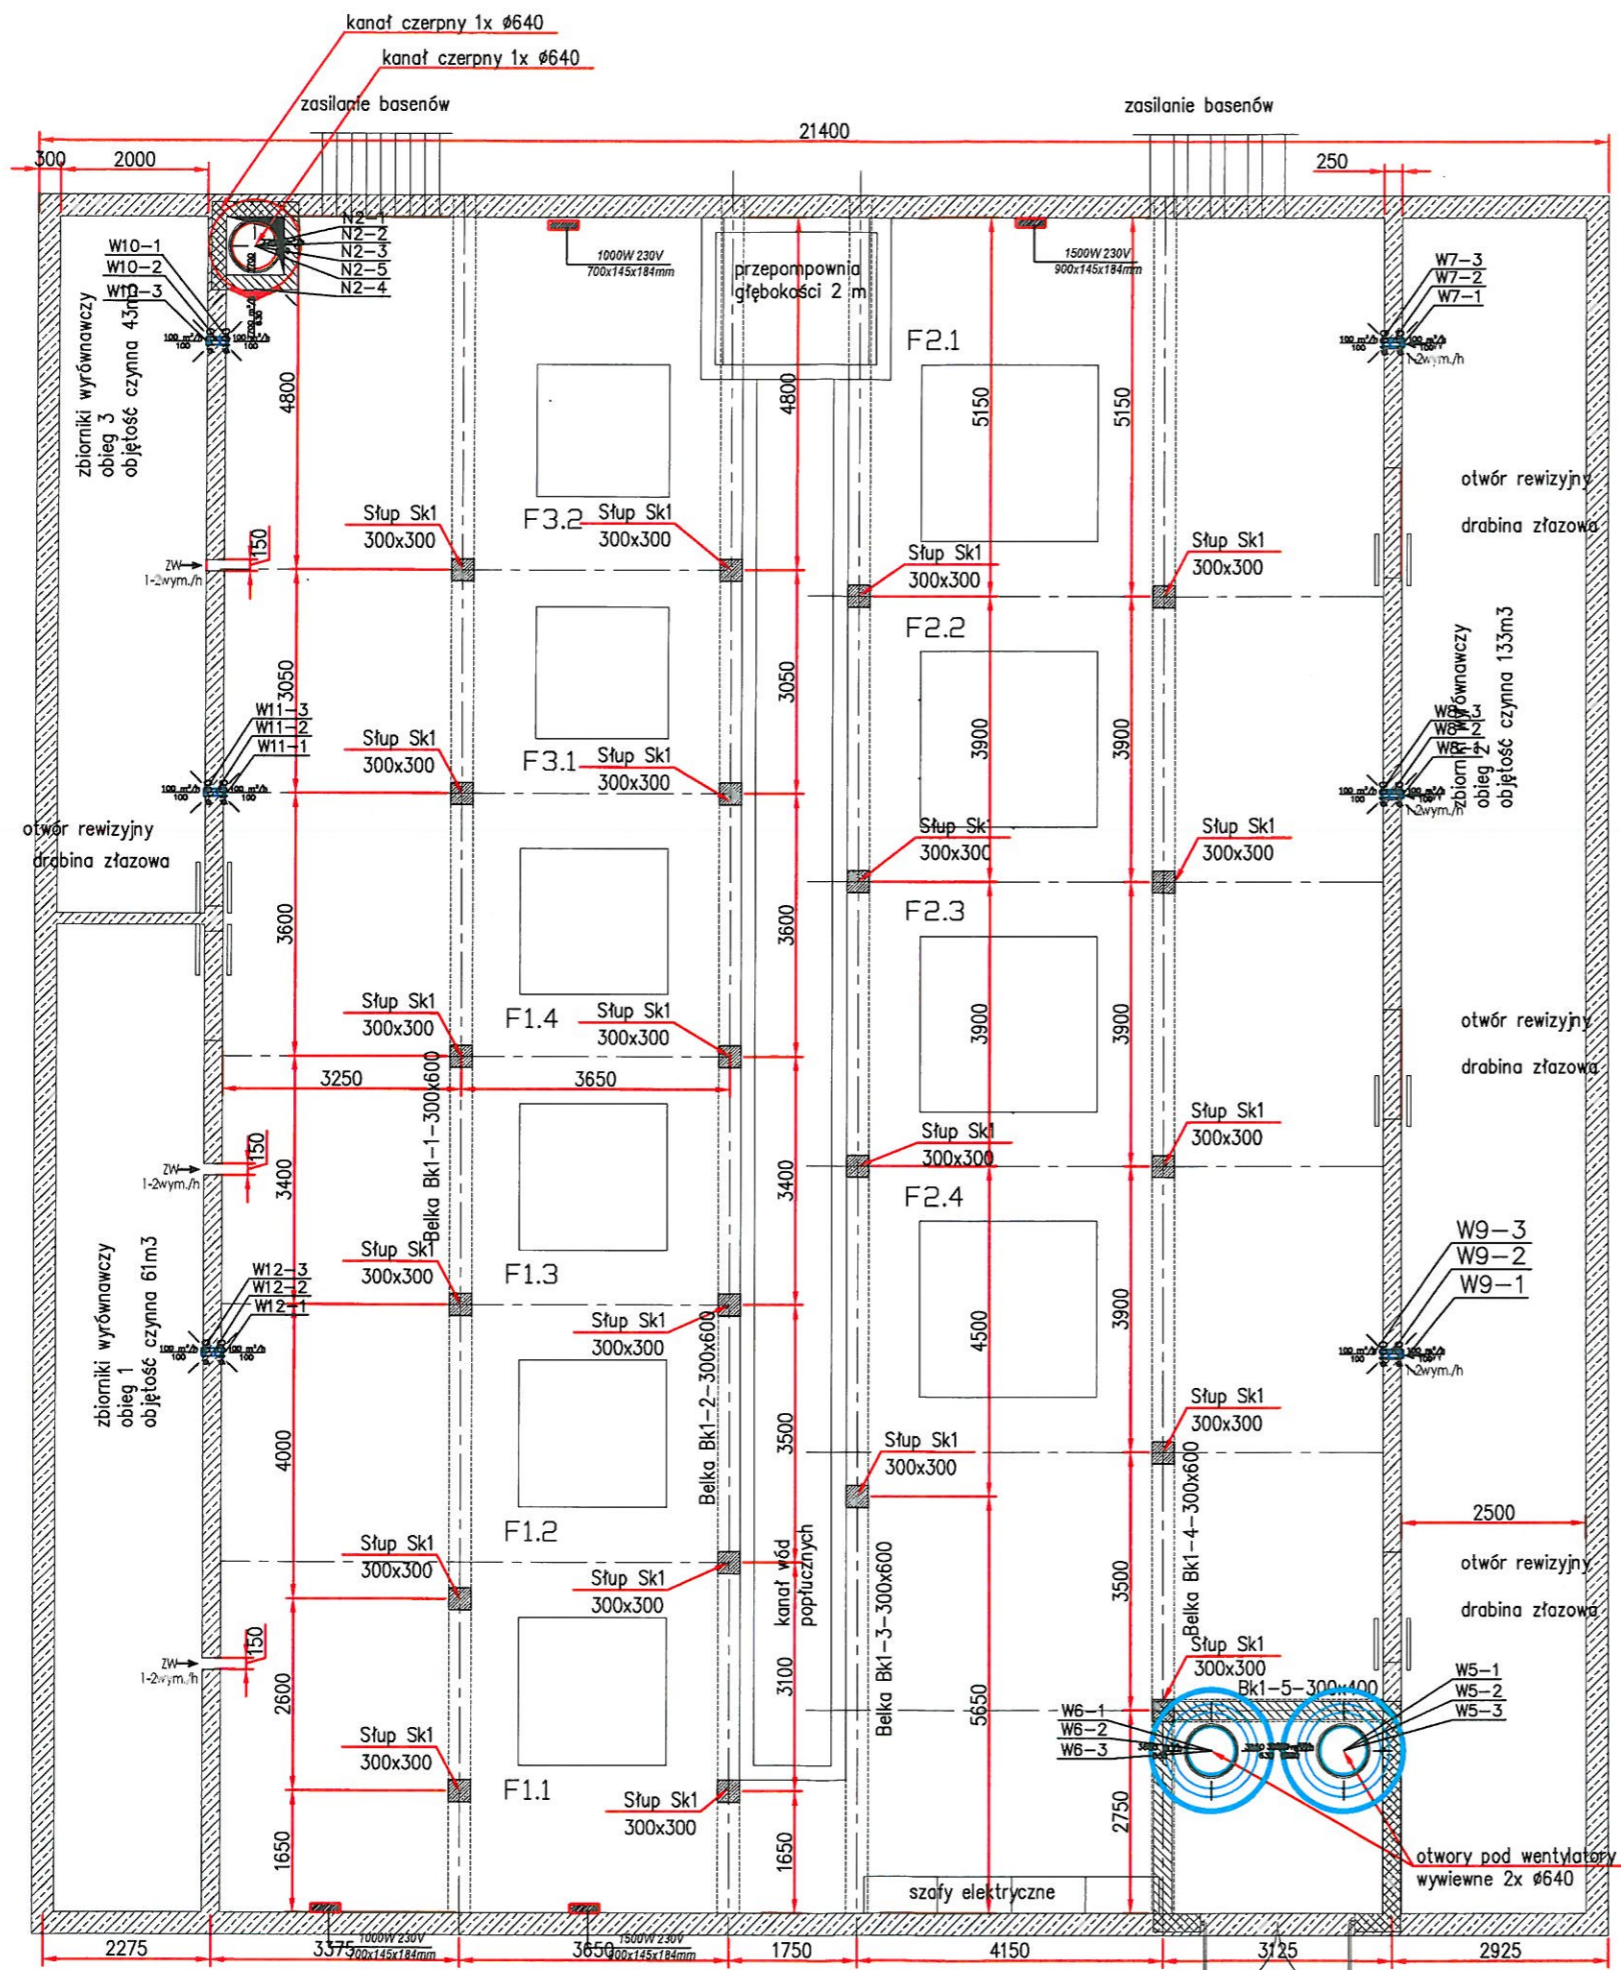 kanał czerpny 1x ø640
kanał czerpny 1x ø640
zasilanie basenów
zasilanie basenów
21400
300
2000
250
N2-1
N2-2
N2-3
N2-5
N2-4
W10-1
W10-2
W10-3
1000W 230V
700x145x184mm
1500W 230V
900x145x184mm
przepompownia
głębokości 2 m
W7-3
W7-2
W7-1
1-2wym./h
zbiorniki wyrównawczy
obieg 3
objętość czynna 43m3
4800
4800
5150
5150
F2.1
F3.2
otwór rewizyjny
drabina złazowa
Słup Sk1
300x300
Słup Sk1
300x300
Słup Sk1
300x300
Słup Sk1
300x300
150
ZW
1-2wym./h
F2.2
3050
3050
3900
3900
zbiorniki wyrównawczy
obieg 2
objętość czynna 133m3
W11-3
W11-2
W11-1
W8-3
W8-2
W8-1
1-2wym./h
Słup Sk1
300x300
F3.1
Słup Sk1
300x300
otwór rewizyjny
drabina złazowa
Słup Sk1
300x300
Słup Sk1
300x300
F2.3
3600
3600
3900
3900
F1.4
Słup Sk1
300x300
Słup Sk1
300x300
otwór rewizyjny
drabina złazowa
3250
3650
Belka Bk1-1-300x600
Słup Sk1
300x300
Słup Sk1
300x300
150
ZW
1-2wym./h
3400
3400
F2.4
zbiorniki wyrównawczy
obieg 1
objętość czynna 61m3
W12-3
W12-2
W12-1
Słup Sk1
300x300
F1.3
Słup Sk1
300x300
W9-3
W9-2
W9-1
1-2wym./h
4500
3900
Belka Bk1-2-300x600
4000
3500
Słup Sk1
300x300
Słup Sk1
300x300
F1.2
2500
Słup Sk1
300x300
Słup Sk1
300x300
kanał wód
popłucznych
Belka Bk1-3-300x600
Belka Bk1-4-300x600
3500
otwór rewizyjny
drabina złazowa
150
ZW
1-2wym./h
2600
3100
5650
Słup Sk1
300x300
Bk1-5-300x400
W5-1
W5-2
W5-3
W6-1
W6-2
W6-3
Słup Sk1
300x300
F1.1
Słup Sk1
300x300
1650
1650
2750
szafy elektryczne
otwory pod wentylatory
wywiewne 2x ø640
1000W 230V
700x145x184mm
1500W 230V
900x145x184mm
2275
3375
3650
1750
4150
3125
2925